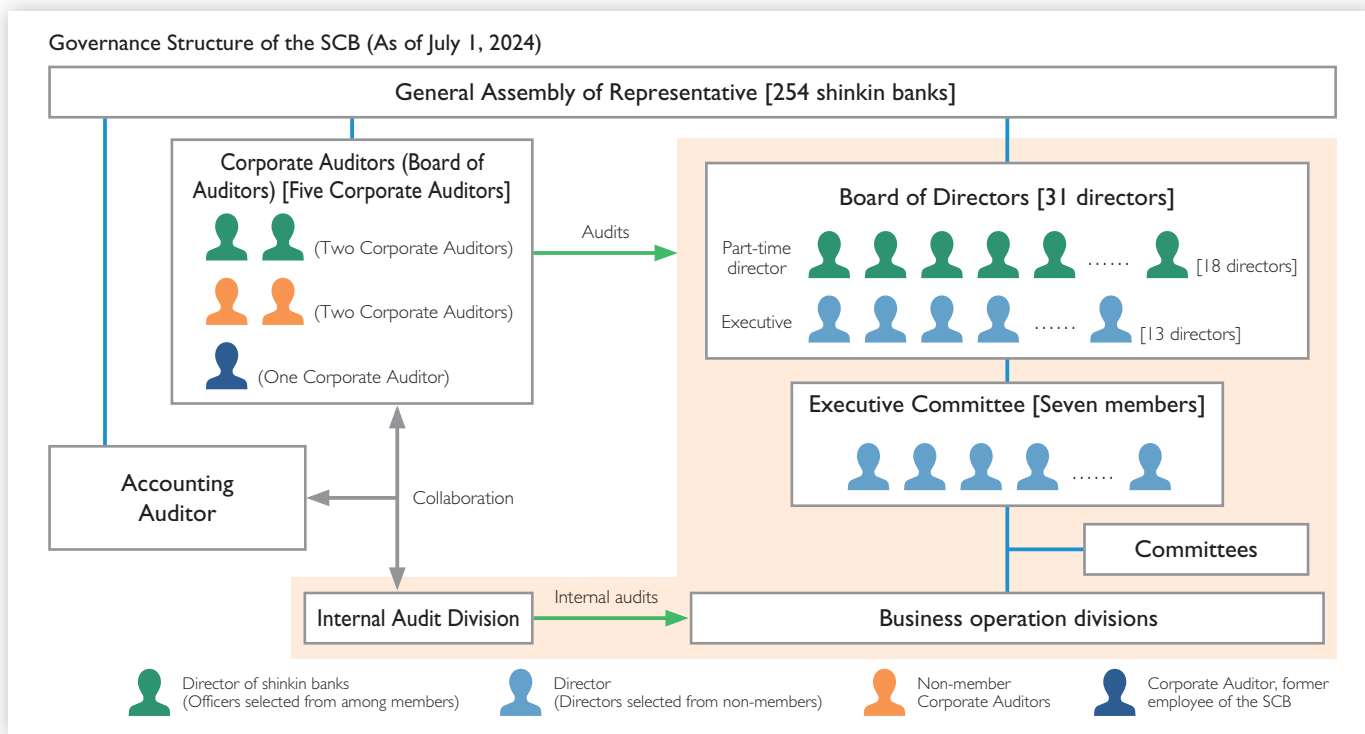 Governance Structure of the SCB (As of July 1, 2024)
General Assembly of Representative [254 shinkin banks]
Corporate Auditors (Board of
Auditors) [Five Corporate Auditors]
(Two Corporate Auditors)
(Two Corporate Auditors)
(One Corporate Auditor)
Audits
Board of Directors [31 directors]
Part-time
director
...... 
[18 directors]
Executive
......
[13 directors]
Executive Committee [Seven members]
......
Accounting
Auditor
Collaboration
Committees
Internal Audit Division
Internal audits
Business operation divisions
Director of shinkin banks
(Officers selected from among members)
Director
(Directors selected from non-members)
Non-member
Corporate Auditors
Corporate Auditor, former
employee of the SCB